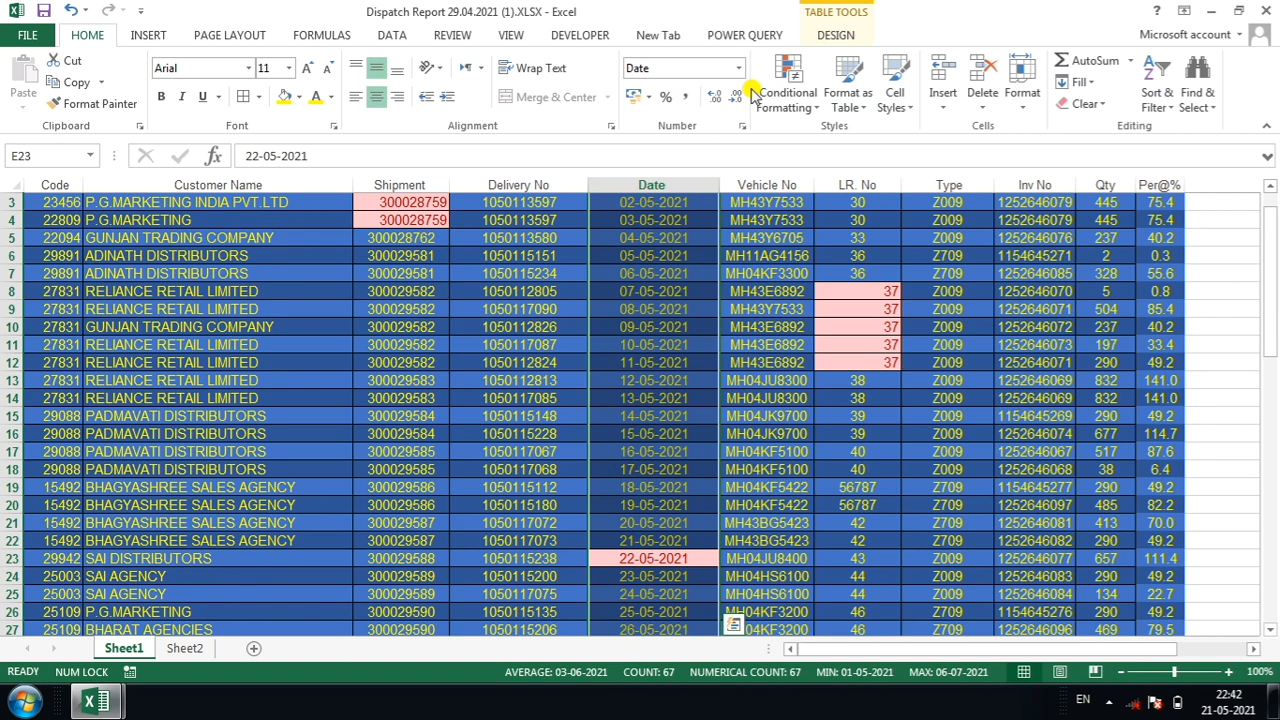 Dispatch Report 29.04.2021 (1).XLSX - Excel
TABLE TOOLS
FILE HOME INSERT PAGE LAYOUT FORMULAS DATA REVIEW VIEW DEVELOPER New Tab POWER QUERY DESIGN Microsoft account
Paste Cut Copy Format Painter Clipboard
Arial 11 Font
Wrap Text Merge & Center Alignment
Date Number
Conditional Formatting Format as Table Cell Styles Styles
Insert Delete Format Cells
AutoSum Fill Clear Sort & Filter Find & Select Editing
E23 22-05-2021
Code Customer Name Shipment Delivery No Date Vehicle No LR. No Type Inv No Qty Per@%
3 23456 P.G.MARKETING INDIA PVT.LTD 300028759 1050113597 02-05-2021 MH43Y7533 30 Z009 1252646079 445 75.4
4 22809 P.G.MARKETING 300028759 1050113597 03-05-2021 MH43Y7533 30 Z009 1252646079 445 75.4
5 22094 GUNJAN TRADING COMPANY 300028762 1050113580 04-05-2021 MH43Y6705 33 Z009 1252646076 237 40.2
6 29891 ADINATH DISTRIBUTORS 300029581 1050115151 05-05-2021 MH11AG4156 36 Z709 1154645271 2 0.3
7 29891 ADINATH DISTRIBUTORS 300029581 1050115234 06-05-2021 MH04KF3300 36 Z709 1252646085 328 55.6
8 27831 RELIANCE RETAIL LIMITED 300029582 1050112805 07-05-2021 MH43E6892 37 Z009 1252646070 5 0.8
9 27831 RELIANCE RETAIL LIMITED 300029582 1050117090 08-05-2021 MH43Y7533 37 Z009 1252646071 504 85.4
10 27831 GUNJAN TRADING COMPANY 300029582 1050112826 09-05-2021 MH43E6892 37 Z009 1252646072 237 40.2
11 27831 RELIANCE RETAIL LIMITED 300029582 1050117087 10-05-2021 MH43E6892 37 Z009 1252646073 197 33.4
12 27831 RELIANCE RETAIL LIMITED 300029582 1050112824 11-05-2021 MH43E6892 37 Z009 1252646071 290 49.2
13 27831 RELIANCE RETAIL LIMITED 300029583 1050112813 12-05-2021 MH04JU8300 38 Z009 1252646069 832 141.0
14 27831 RELIANCE RETAIL LIMITED 300029583 1050117085 13-05-2021 MH04JU8300 38 Z009 1252646069 832 141.0
15 29088 PADMAVATI DISTRIBUTORS 300029584 1050115148 14-05-2021 MH04JK9700 39 Z009 1154645269 290 49.2
16 29088 PADMAVATI DISTRIBUTORS 300029584 1050115228 15-05-2021 MH04JK9700 39 Z009 1252646074 677 114.7
17 29088 PADMAVATI DISTRIBUTORS 300029585 1050117067 16-05-2021 MH04KF5100 40 Z009 1252646067 517 87.6
18 29088 PADMAVATI DISTRIBUTORS 300029585 1050117068 17-05-2021 MH04KF5100 40 Z009 1252646068 38 6.4
19 15492 BHAGYASHREE SALES AGENCY 300029586 1050115112 18-05-2021 MH04KF5422 56787 Z709 1154645277 290 49.2
20 15492 BHAGYASHREE SALES AGENCY 300029586 1050115180 19-05-2021 MH04KF5422 56787 Z709 1252646097 485 82.2
21 15492 BHAGYASHREE SALES AGENCY 300029587 1050117072 20-05-2021 MH43BG5423 42 Z709 1252646081 413 70.0
22 15492 BHAGYASHREE SALES AGENCY 300029587 1050117073 21-05-2021 MH43BG5423 42 Z709 1252646082 290 49.2
23 29942 SAI DISTRIBUTORS 300029588 1050115238 22-05-2021 MH04JU8400 43 Z009 1252646077 657 111.4
24 25003 SAI AGENCY 300029589 1050115200 23-05-2021 MH04HS6100 44 Z009 1252646083 290 49.2
25 25003 SAI AGENCY 300029589 1050117075 24-05-2021 MH04HS6100 44 Z009 1252646084 134 22.7
26 25109 P.G.MARKETING 300029590 1050115135 25-05-2021 MH04KF3200 46 Z709 1252646086 290 49.2
27 25109 BHARAT AGENCIES 300029590 1050115206 26-05-2021 04KF3200 46 Z709 1252646096 469 79.5
Sheet1 Sheet2
READY NUM LOCK AVERAGE: 03-06-2021 COUNT: 67 NUMERICAL COUNT: 67 MIN: 01-05-2021 MAX: 06-07-2021 100%
EN 22:42
21-05-2021